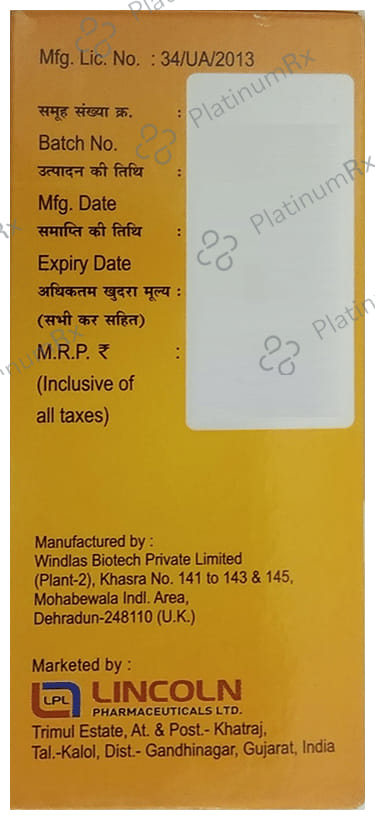 Mfg. Lic. No. : 34/UA/2013
समूह संख्या क्र. :
Batch No.
उत्पादन की तिथि :
Mfg. Date
समाप्ति की तिथि :
Expiry Date
अधिकतम खुदरा मूल्य :
(सभी कर सहित)
M.R.P. ₹ :
(Inclusive of
all taxes)
PlatinumRx
PlatinumRx
PlatinumRx
Platin
Rx
numRx
Manufactured by :
Windlas Biotech Private Limited
(Plant-2), Khasra No. 141 to 143 & 145,
Mohabewala Indl. Area,
Dehradun-248110 (U.K.)
Marketed by :
LPL LINCOLN
PHARMACEUTICALS LTD.
Trimul Estate, At. & Post.- Khatraj,
Tal.-Kalol, Dist.- Gandhinagar, Gujarat, India